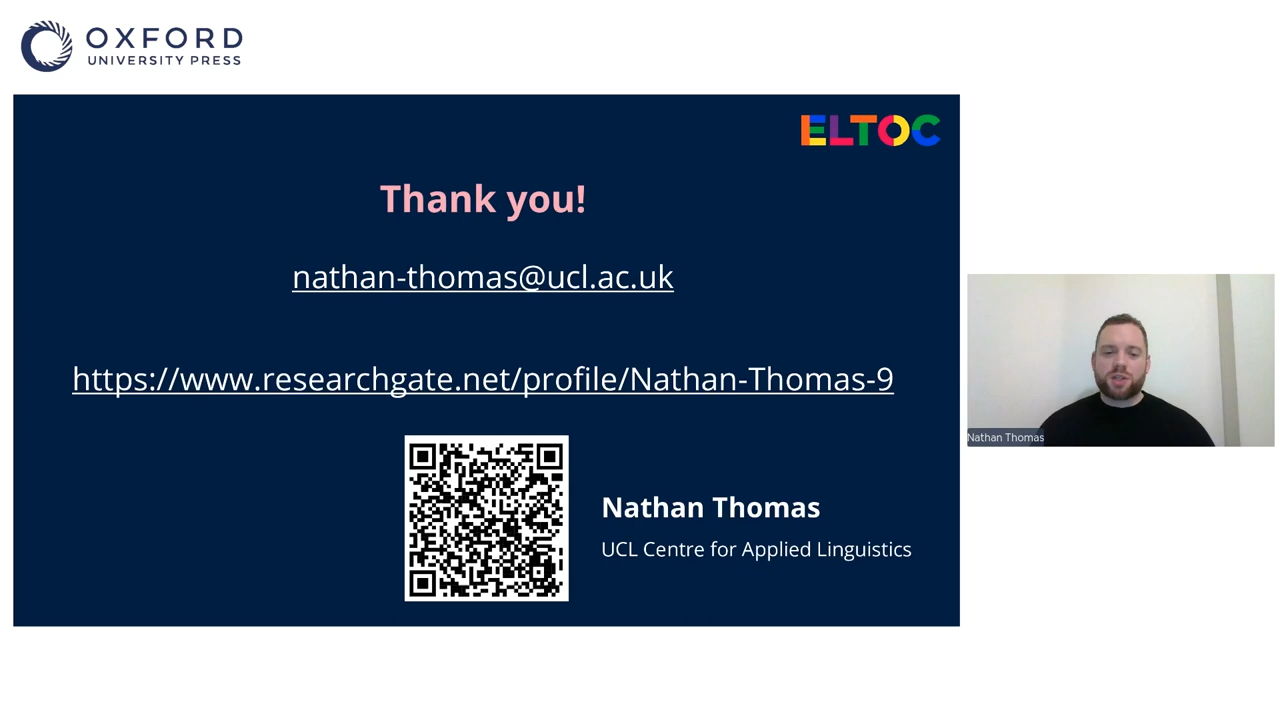 OXFORD
UNIVERSITY PRESS
ELTOC
Thank you!
nathan-thomas@ucl.ac.uk
https://www.researchgate.net/profile/Nathan-Thomas-9
Nathan Thomas
UCL Centre for Applied Linguistics
Nathan Thomas